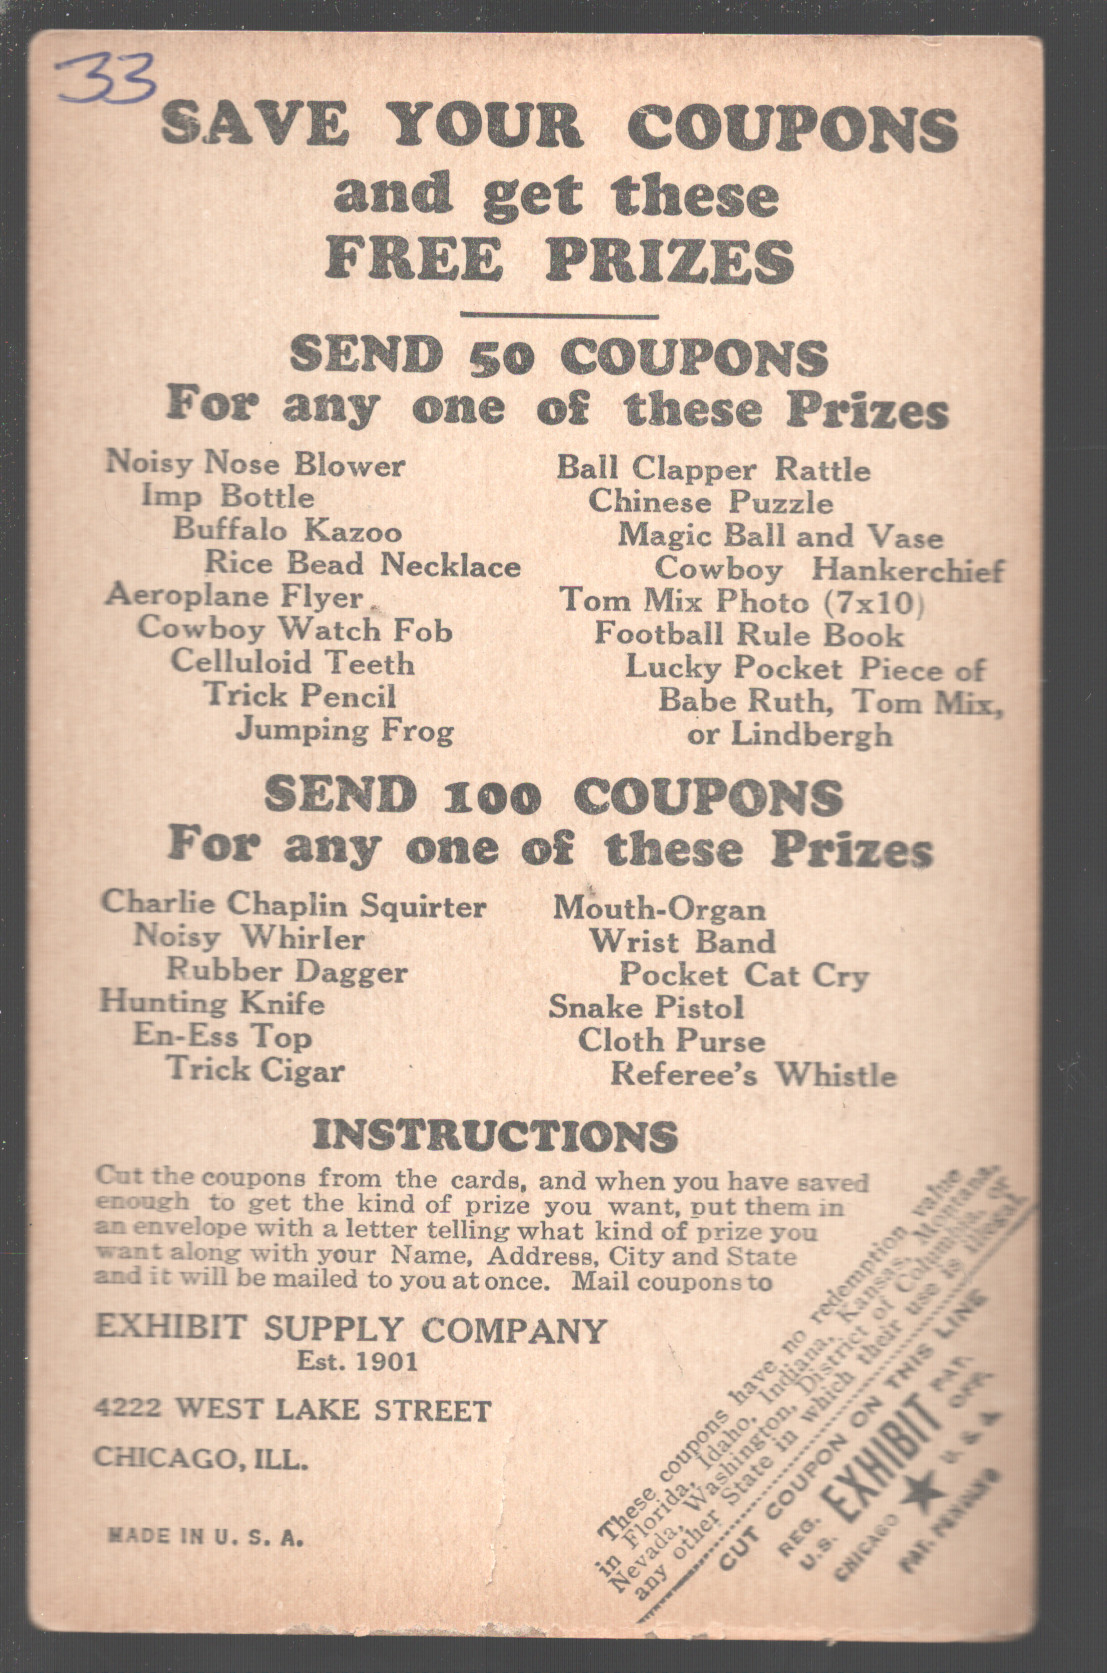 33
SAVE YOUR COUPONS
and get these
FREE PRIZES
SEND 50 COUPONS
For any one of these Prizes
Noisy Nose Blower
Imp Bottle
Buffalo Kazoo
Rice Bead Necklace
Aeroplane Flyer
Cowboy Watch Fob
Celluloid Teeth
Trick Pencil
Jumping Frog
Ball Clapper Rattle
Chinese Puzzle
Magic Ball and Vase
Cowboy Hankerchief
Tom Mix Photo (7x10)
Football Rule Book
Lucky Pocket Piece of
Babe Ruth, Tom Mix,
or Lindbergh
SEND 100 COUPONS
For any one of these Prizes
Charlie Chaplin Squirter
Noisy Whirler
Rubber Dagger
Hunting Knife
En-Ess Top
Trick Cigar
Mouth-Organ
Wrist Band
Pocket Cat Cry
Snake Pistol
Cloth Purse
Referee's Whistle
INSTRUCTIONS
Cut the coupons from the cards, and when you have saved
enough to get the kind of prize you want, put them in
an envelope with a letter telling what kind of prize you
want along with your Name, Address, City and State
and it will be mailed to you at once. Mail coupons to
EXHIBIT SUPPLY COMPANY
Est. 1901
4222 WEST LAKE STREET
CHICAGO, ILL.
MADE IN U. S. A.
These coupons have no redemption value
in Florida, Idaho, Indiana, Kansas, Montana,
Nevada, Washington, District of Columbia, or
any other State in which their use is illegal.
CUT COUPON ON THIS LINE
REG. EXHIBIT PAT.
U.S. OFF.
CHICAGO ★ U. S. A.
PAT. PENDING